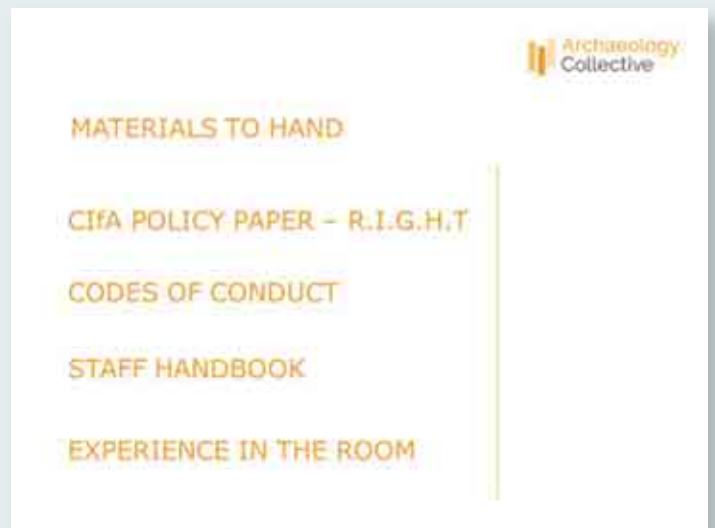 Archaeology
Collective
MATERIALS TO HAND
CIfA POLICY PAPER – R.I.G.H.T
CODES OF CONDUCT
STAFF HANDBOOK
EXPERIENCE IN THE ROOM